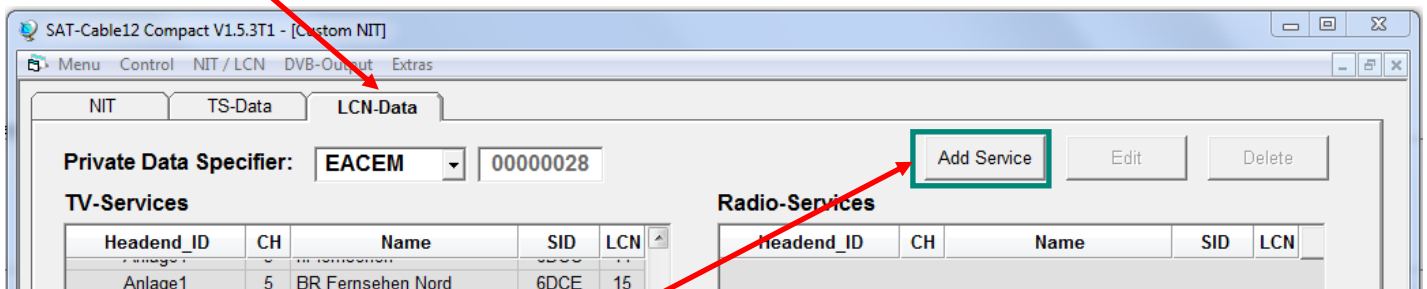 SAT-Cable12 Compact V1.5.3T1 - [Custom NIT]
Menu Control NIT / LCN DVB-Output Extras
NIT TS-Data LCN-Data
Private Data Specifier: EACEM 00000028 Add Service Edit Delete
TV-Services Radio-Services
Headend_ID CH Name SID LCN Headend_ID CH Name SID LCN
Anlage1 5 BR Fernsehen Nord 6DCE 15